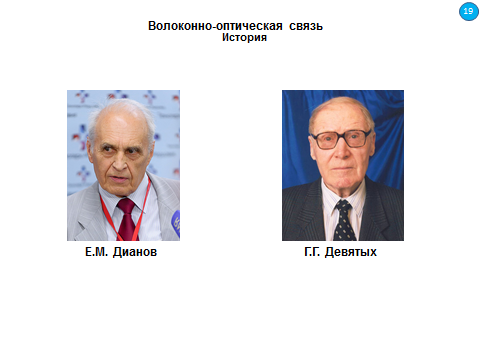 19
Волоконно-оптическая связь
История
Е.М. Дианов
Г.Г. Девятых